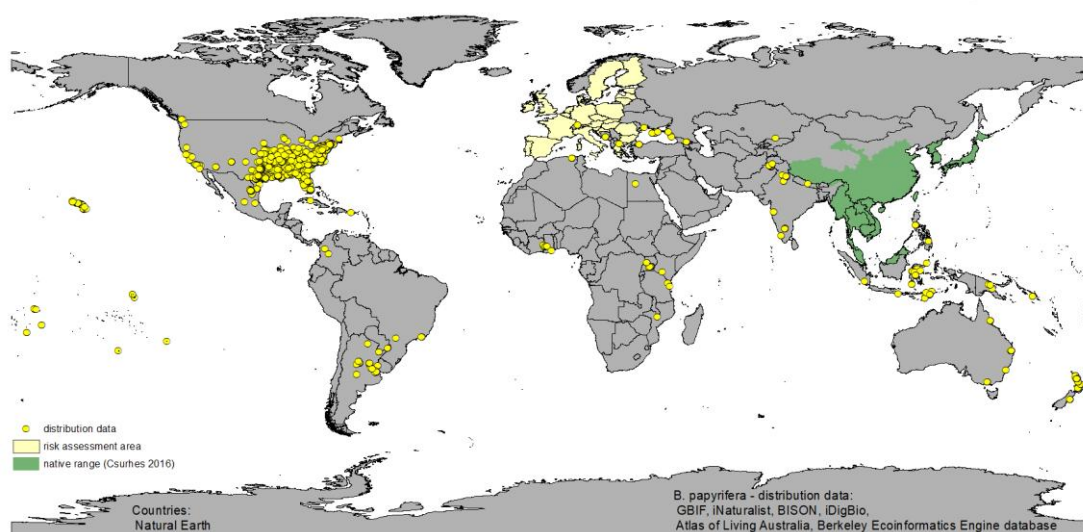 distribution data
risk assessment area
native range (Csurhes 2016)
Countries:
Natural Earth
B. papyrifera - distribution data:
GBIF, iNaturalist, BISON, iDigBio,
Atlas of Living Australia, Berkeley Ecoinformatics Engine database